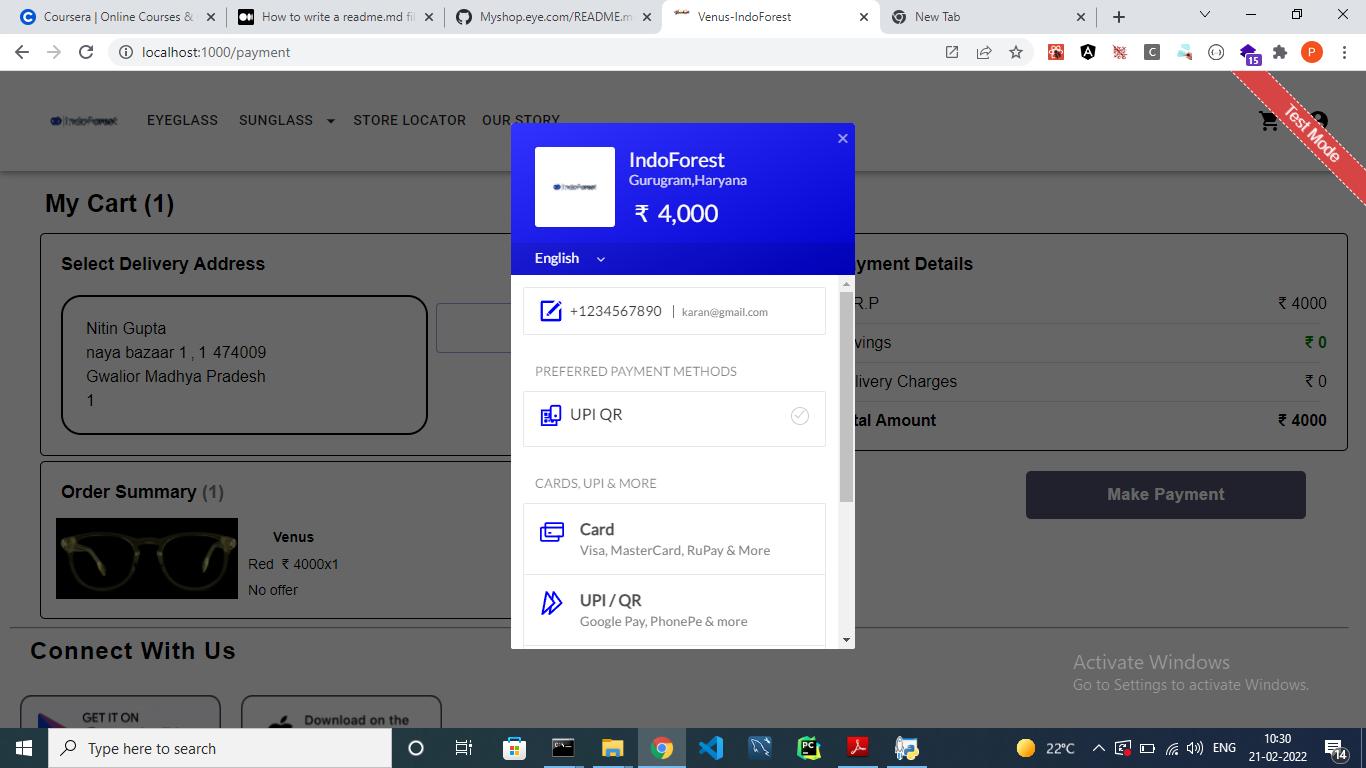 Coursera | Online Courses &
How to write a readme.md fil
Myshop.eye.com/README.m
Venus-IndoForest
New Tab
localhost:1000/payment
15
P
IndoForest
EYEGLASS
SUNGLASS
STORE LOCATOR
OUR STORY
Test Mode
My Cart (1)
Select Delivery Address
Nitin Gupta
naya bazaar 1 , 1 474009
Gwalior Madhya Pradesh
1
Order Summary (1)
Venus
Red ₹ 4000x1
No offer
IndoForest
IndoForest
Gurugram,Haryana
₹ 4,000
English
+1234567890 | karan@gmail.com
PREFERRED PAYMENT METHODS
UPI QR
CARDS, UPI & MORE
Card
Visa, MasterCard, RuPay & More
UPI / QR
Google Pay, PhonePe & more
yment Details
R.P ₹ 4000
vings ₹ 0
livery Charges ₹ 0
tal Amount ₹ 4000
Make Payment
Connect With Us
GET IT ON
Download on the
Activate Windows
Go to Settings to activate Windows.
Type here to search
PC
22°C
ENG
10:30
21-02-2022
14